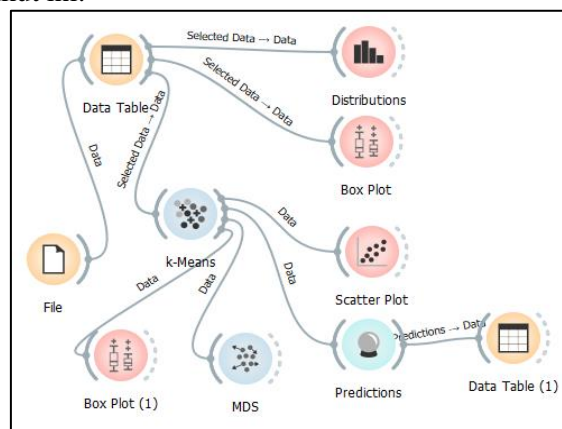 Selected Data → Data
Distributions
Data Table
Selected Data → Data
Box Plot
Data
Selected Data → Data
k-Means
Data
Scatter Plot
File
Data
Data
Data
Predictions → Data
Box Plot (1)
MDS
Predictions
Data Table (1)